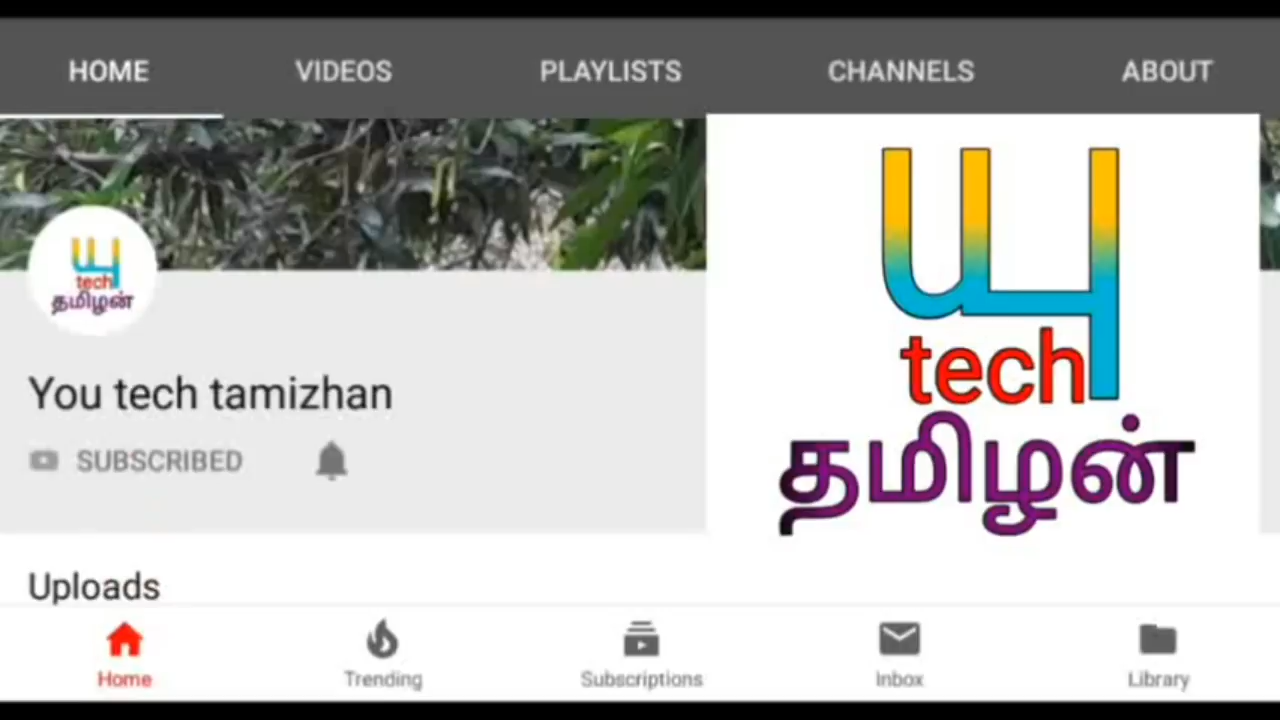 HOME VIDEOS PLAYLISTS CHANNELS ABOUT
யு
tech
தமிழன்
You tech tamizhan
SUBSCRIBED
யு
tech
தமிழன்
Uploads
Home Trending Subscriptions Inbox Library